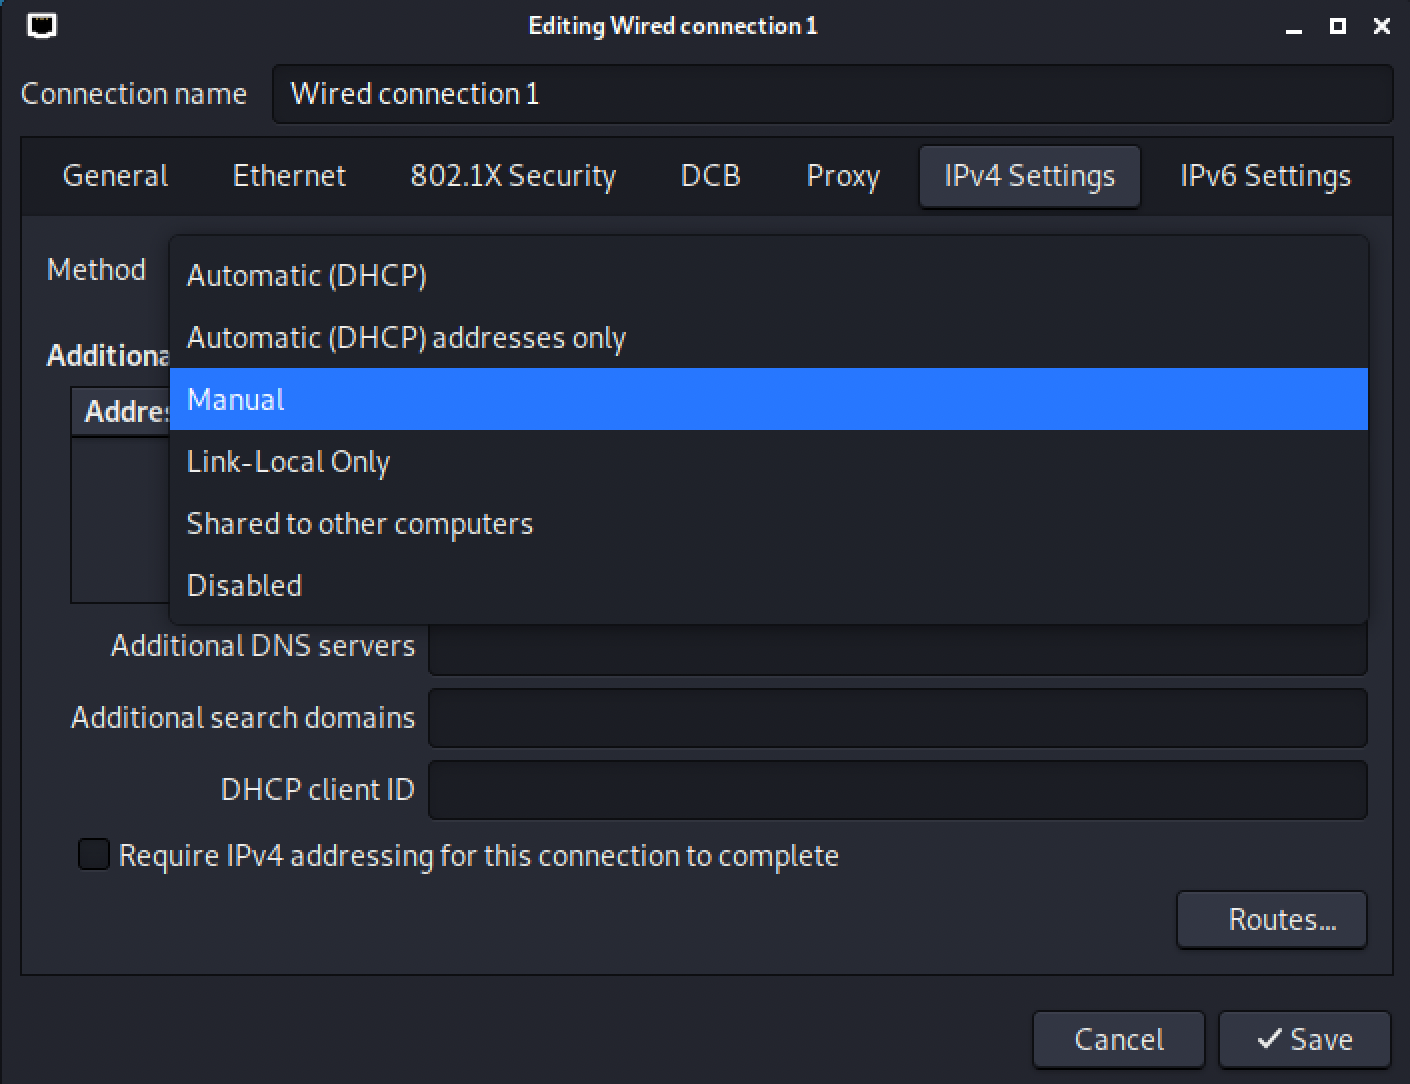 Editing Wired connection 1
Connection name Wired connection 1
General Ethernet 802.1X Security DCB Proxy IPv4 Settings IPv6 Settings
Method
Automatic (DHCP)
Automatic (DHCP) addresses only
Additiona
Manual
Addres
Link-Local Only
Shared to other computers
Disabled
Additional DNS servers
Additional search domains
DHCP client ID
Require IPv4 addressing for this connection to complete
Routes...
Cancel Save